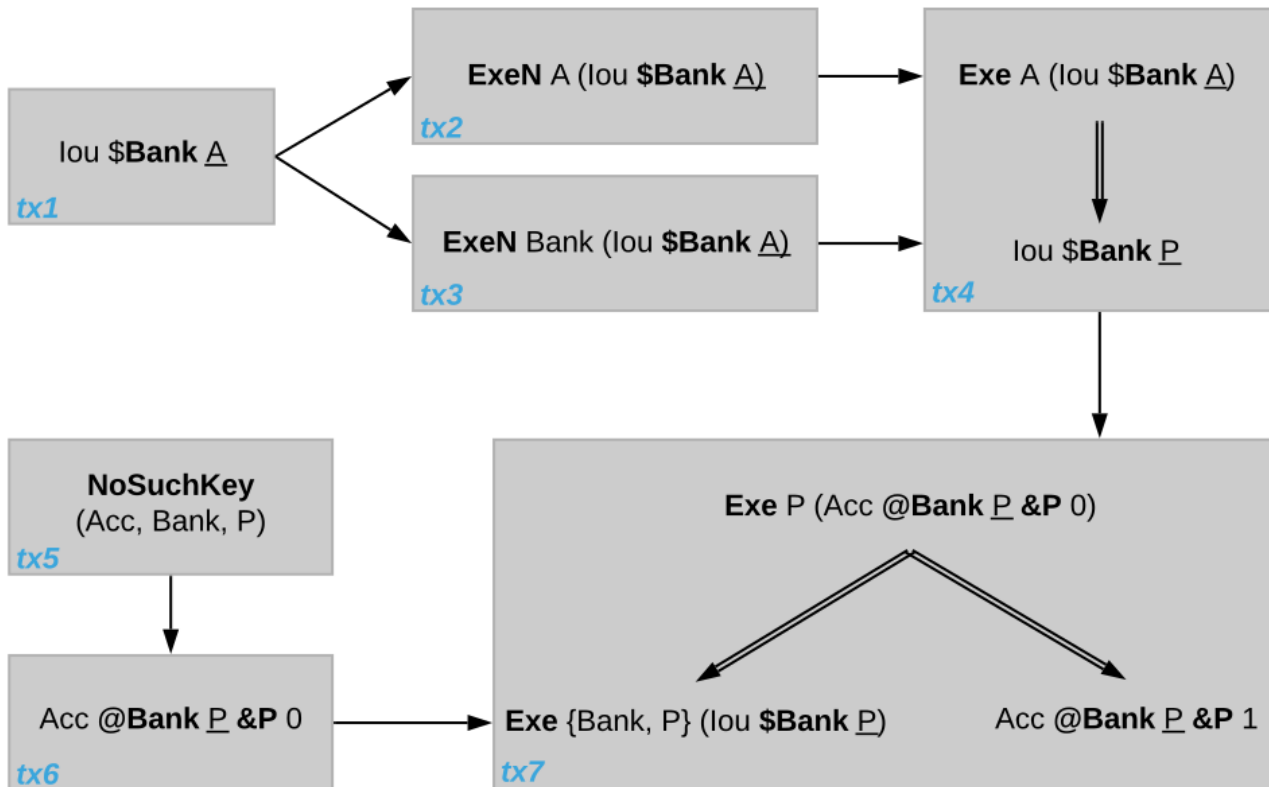 Iou $Bank A
tx1
ExeN A (Iou $Bank A)
tx2
ExeN Bank (Iou $Bank A)
tx3
Exe A (Iou $Bank A)
Iou $Bank P
tx4
NoSuchKey
(Acc, Bank, P)
tx5
Acc @Bank P &P 0
tx6
Exe P (Acc @Bank P &P 0)
Exe {Bank, P} (Iou $Bank P)
Acc @Bank P &P 1
tx7